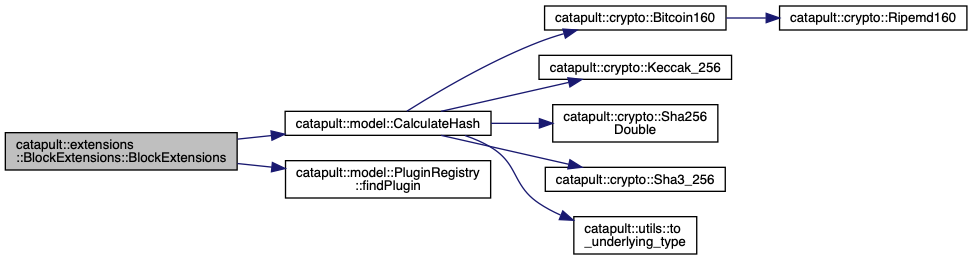 catapult::extensions
::BlockExtensions::BlockExtensions
catapult::model::CalculateHash
catapult::model::PluginRegistry
::findPlugin
catapult::crypto::Bitcoin160
catapult::crypto::Ripemd160
catapult::crypto::Keccak_256
catapult::crypto::Sha256
Double
catapult::crypto::Sha3_256
catapult::utils::to
_underlying_type